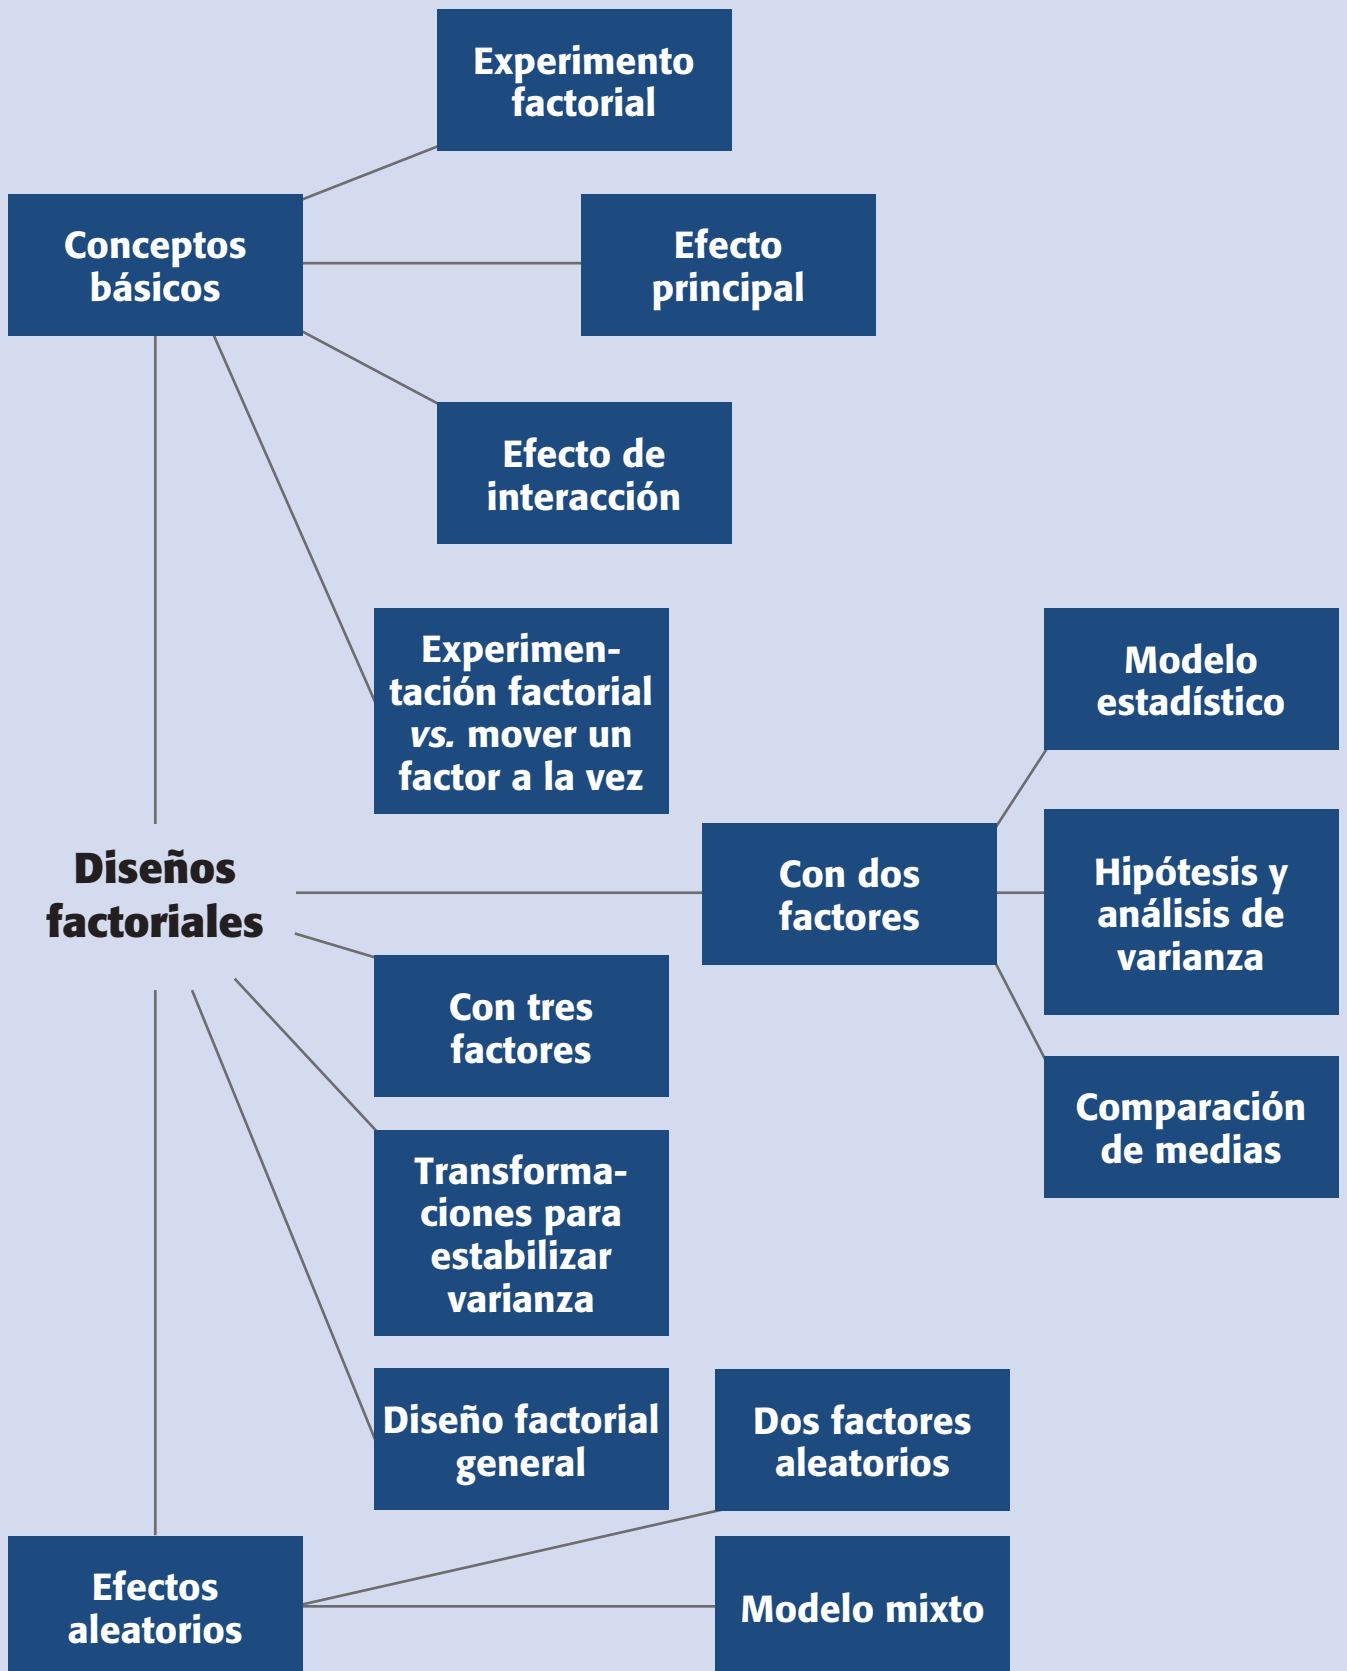 Experimento
factorial
Conceptos
básicos
Efecto
principal
Efecto de
interacción
Experimen-
tación factorial
vs. mover un
factor a la vez
Modelo
estadístico
Diseños
factoriales
Con dos
factores
Hipótesis y
análisis de
varianza
Con tres
factores
Comparación
de medias
Transforma-
ciones para
estabilizar
varianza
Diseño factorial
general
Dos factores
aleatorios
Efectos
aleatorios
Modelo mixto